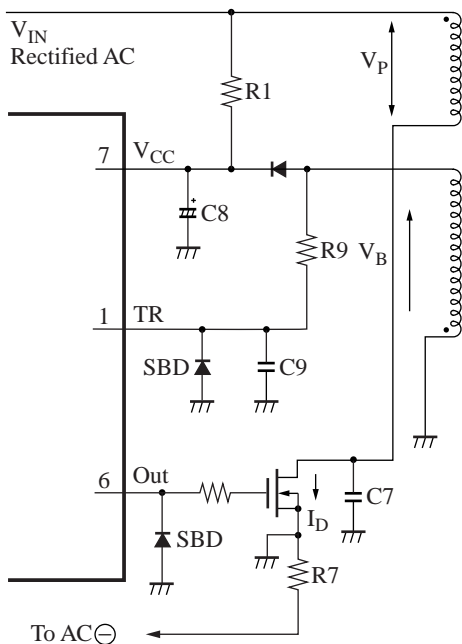 V_IN
Rectified AC
R1
V_P
7
V_CC
+
C8
R9
V_B
1
TR
SBD
C9
6
Out
SBD
I_D
C7
R7
To AC⊖